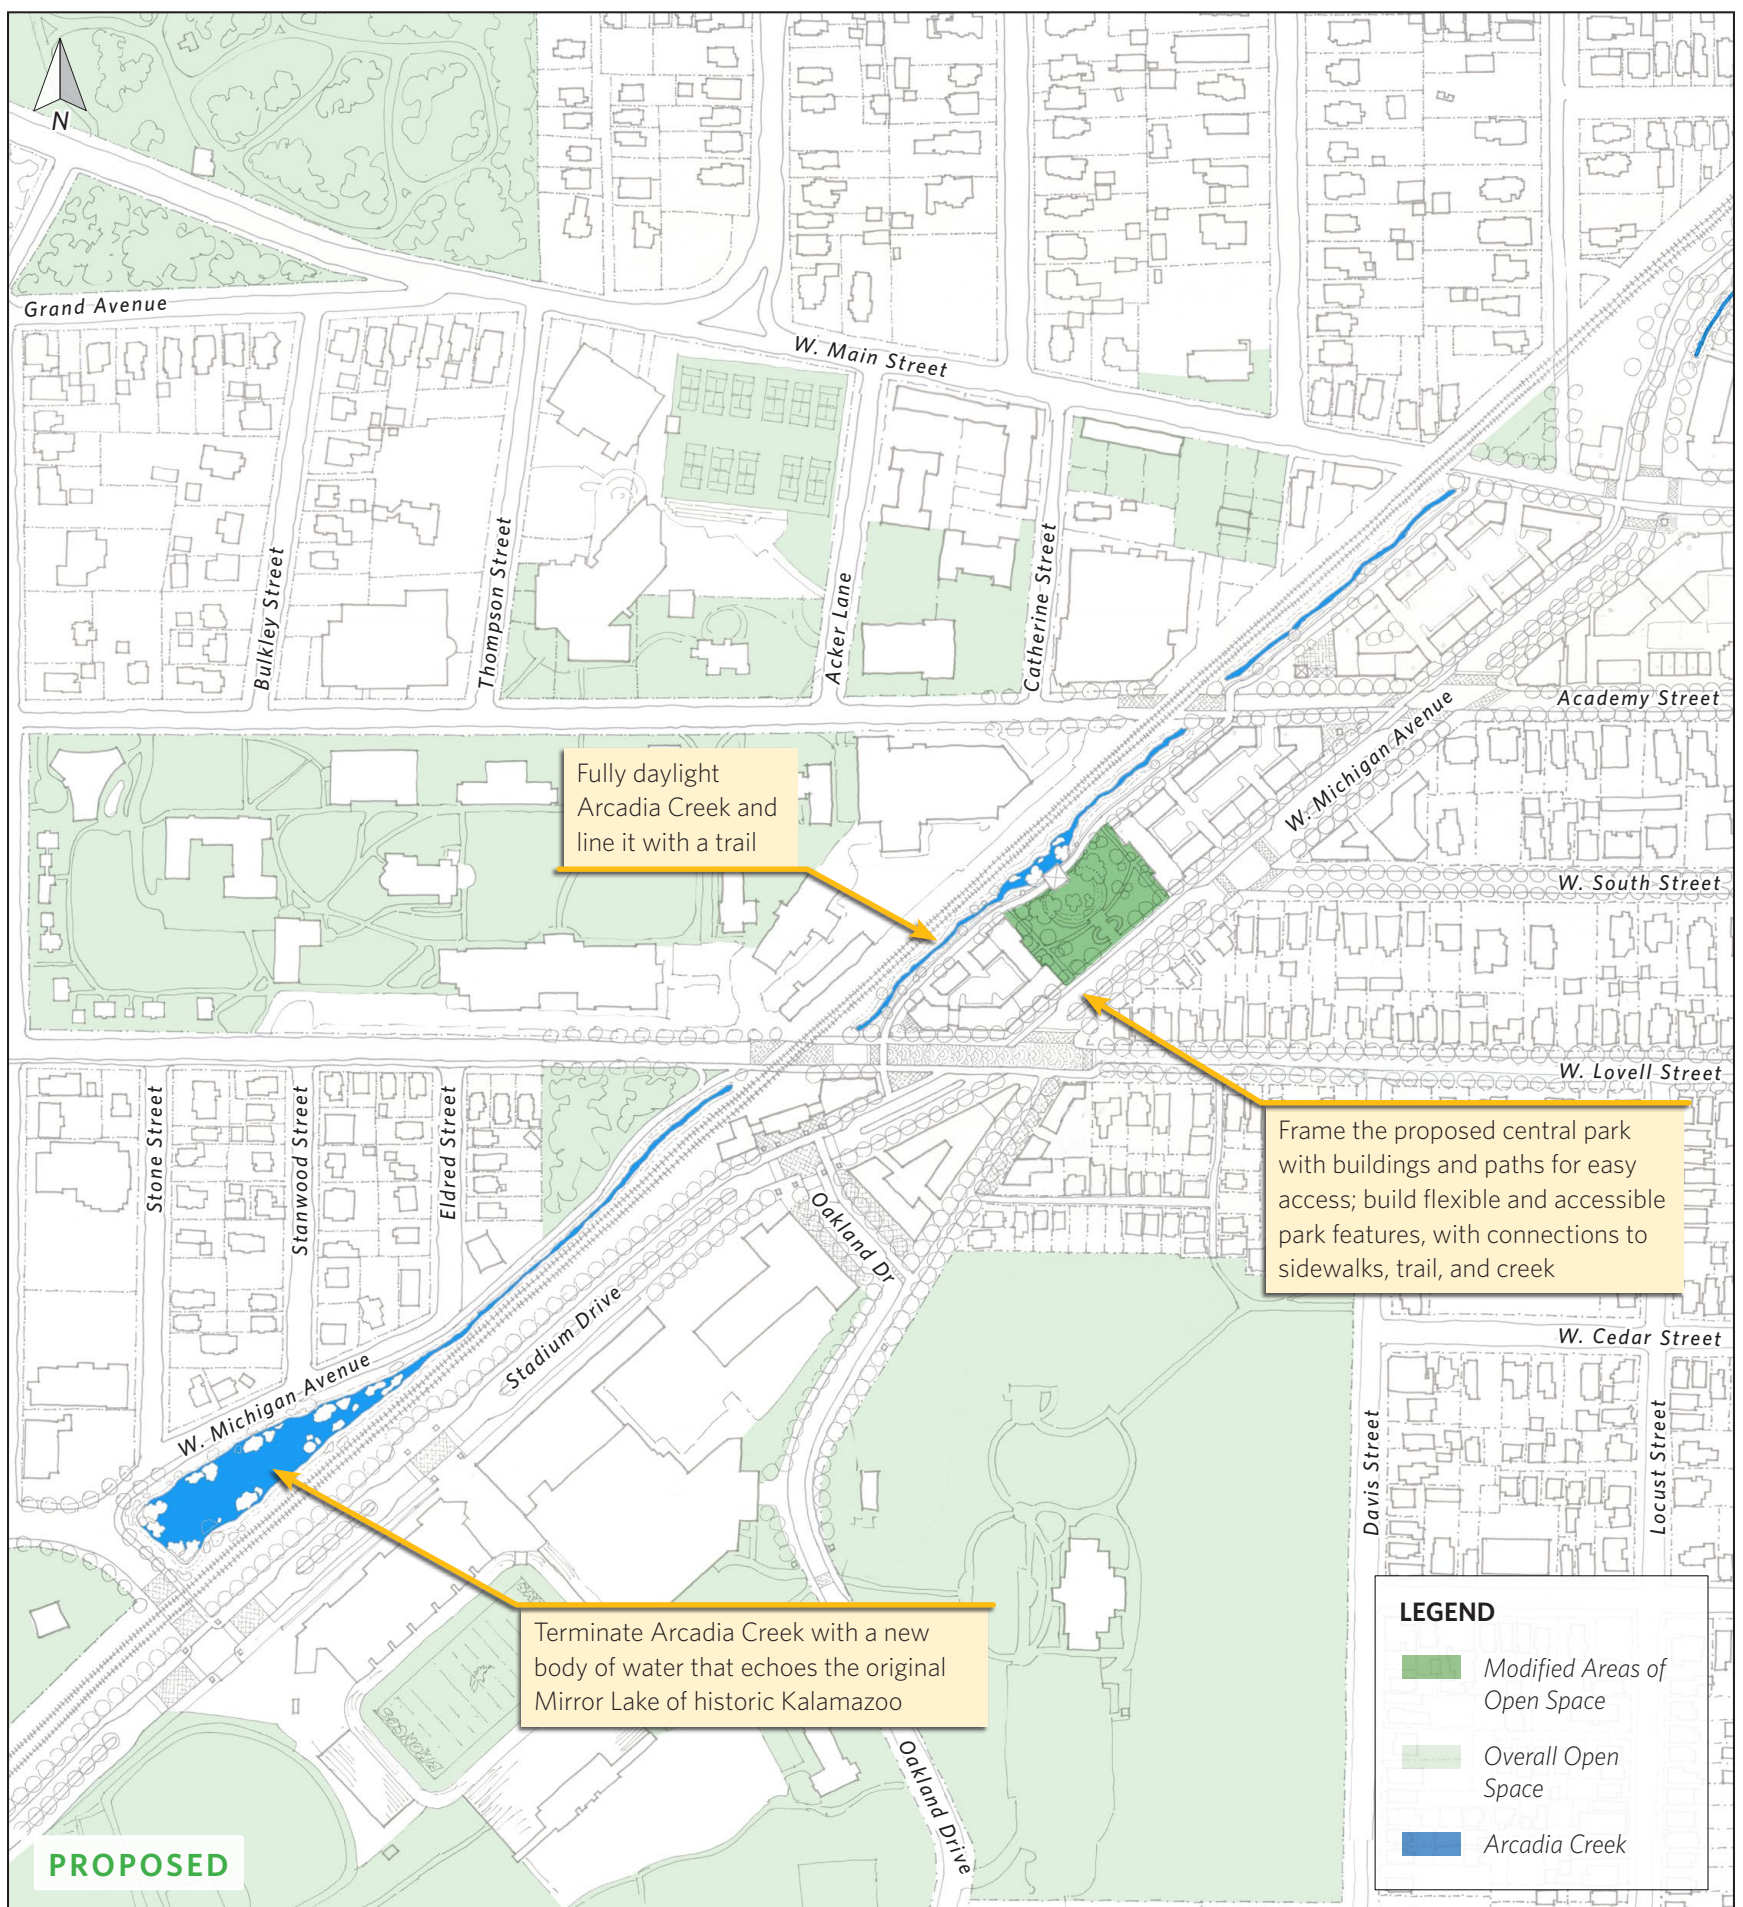 N
Grand Avenue
W. Main Street
Bulkley Street
Thompson Street
Acker Lane
Catherine Street
Academy Street
W. Michigan Avenue
Fully daylight
Arcadia Creek and
line it with a trail
W. South Street
W. Lovell Street
Stone Street
Stanwood Street
Eldred Street
Oakland Dr
Frame the proposed central park
with buildings and paths for easy
access; build flexible and accessible
park features, with connections to
sidewalks, trail, and creek
W. Cedar Street
Stadium Drive
W. Michigan Avenue
Davis Street
Locust Street
Terminate Arcadia Creek with a new
body of water that echoes the original
Mirror Lake of historic Kalamazoo
BRONCOS
Oakland Drive
LEGEND
Modified Areas of
Open Space
Overall Open
Space
Arcadia Creek
PROPOSED